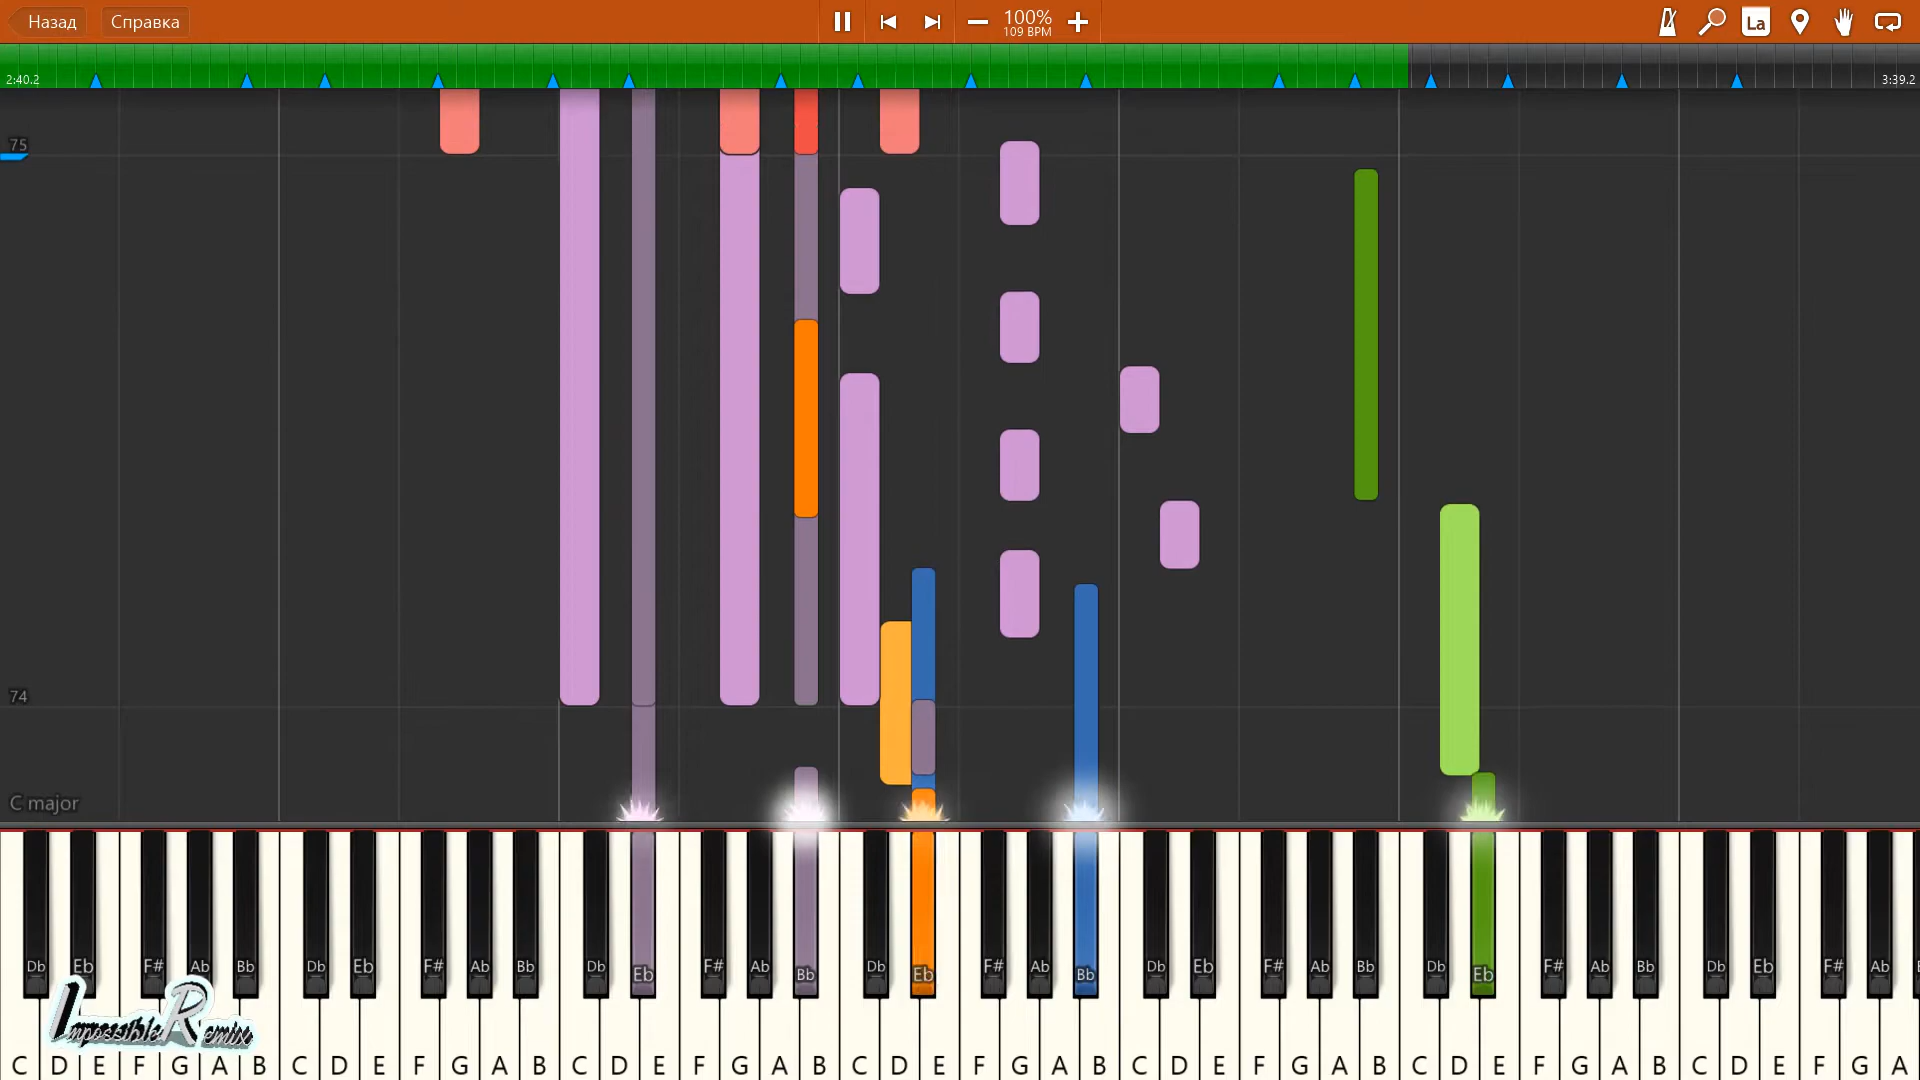 Назад Справка 100% La
109 BPM
2:40.2 3:39.2
75
74
C major
Db Eb F# Ab Bb Db Eb F# Ab Bb Db Eb F# Ab Bb Db Eb F# Ab Bb Db Eb F# Ab Bb Db Eb F# Ab Bb Db Eb F# Ab
Impossible Remix
C D E F G A B C D E F G A B C D E F G A B C D E F G A B C D E F G A B C D E F G A B C D E F G A